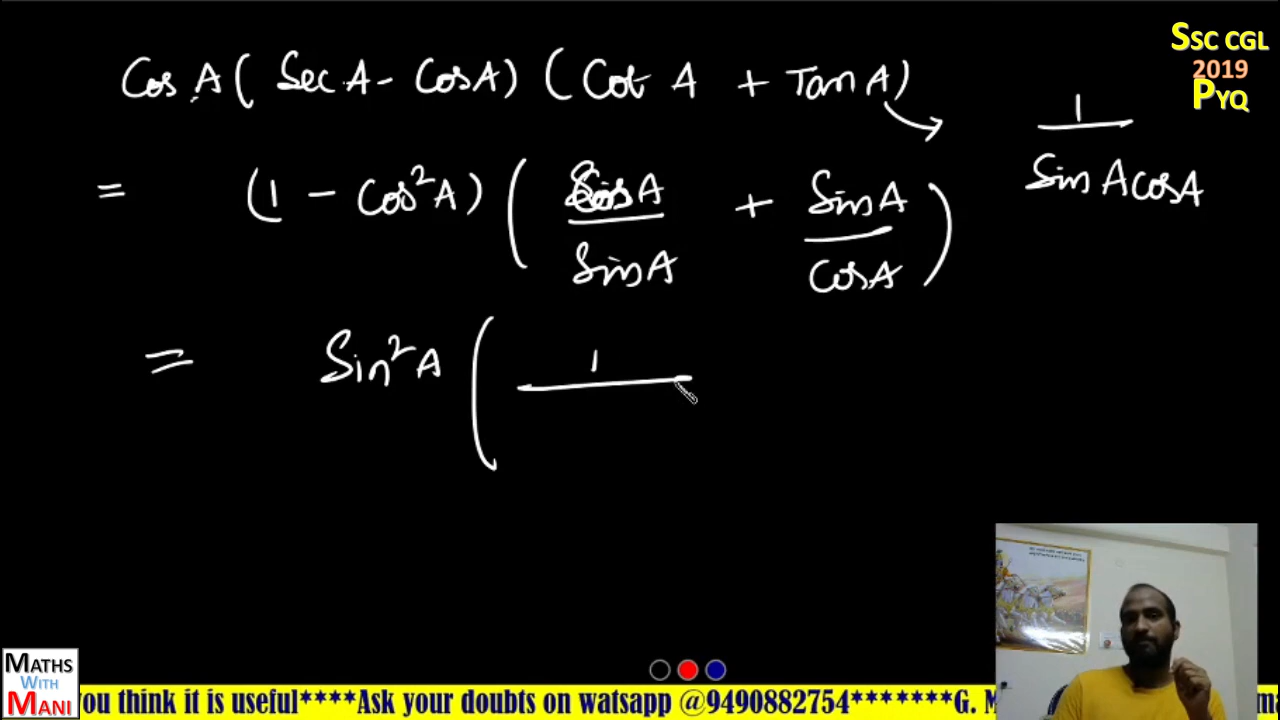 SSC CGL
2019
PYQ
Cos A ( Sec A - Cos A) ( Cot A + Tan A)
1
Sin A cos A
= (1 - Cos²A) ( Cos A + Sin A )
Sin A Cos A
= Sin²A ( 1
MATHS
WITH
MANI
you think it is useful****Ask your doubts on watsapp @9490882754*******G. M